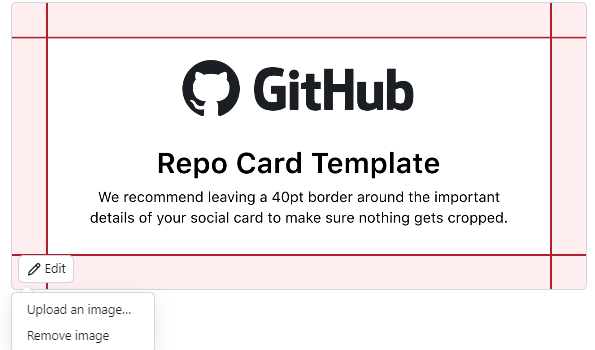 GitHub
Repo Card Template
We recommend leaving a 40pt border around the important
details of your social card to make sure nothing gets cropped.
Edit
Upload an image...
Remove image